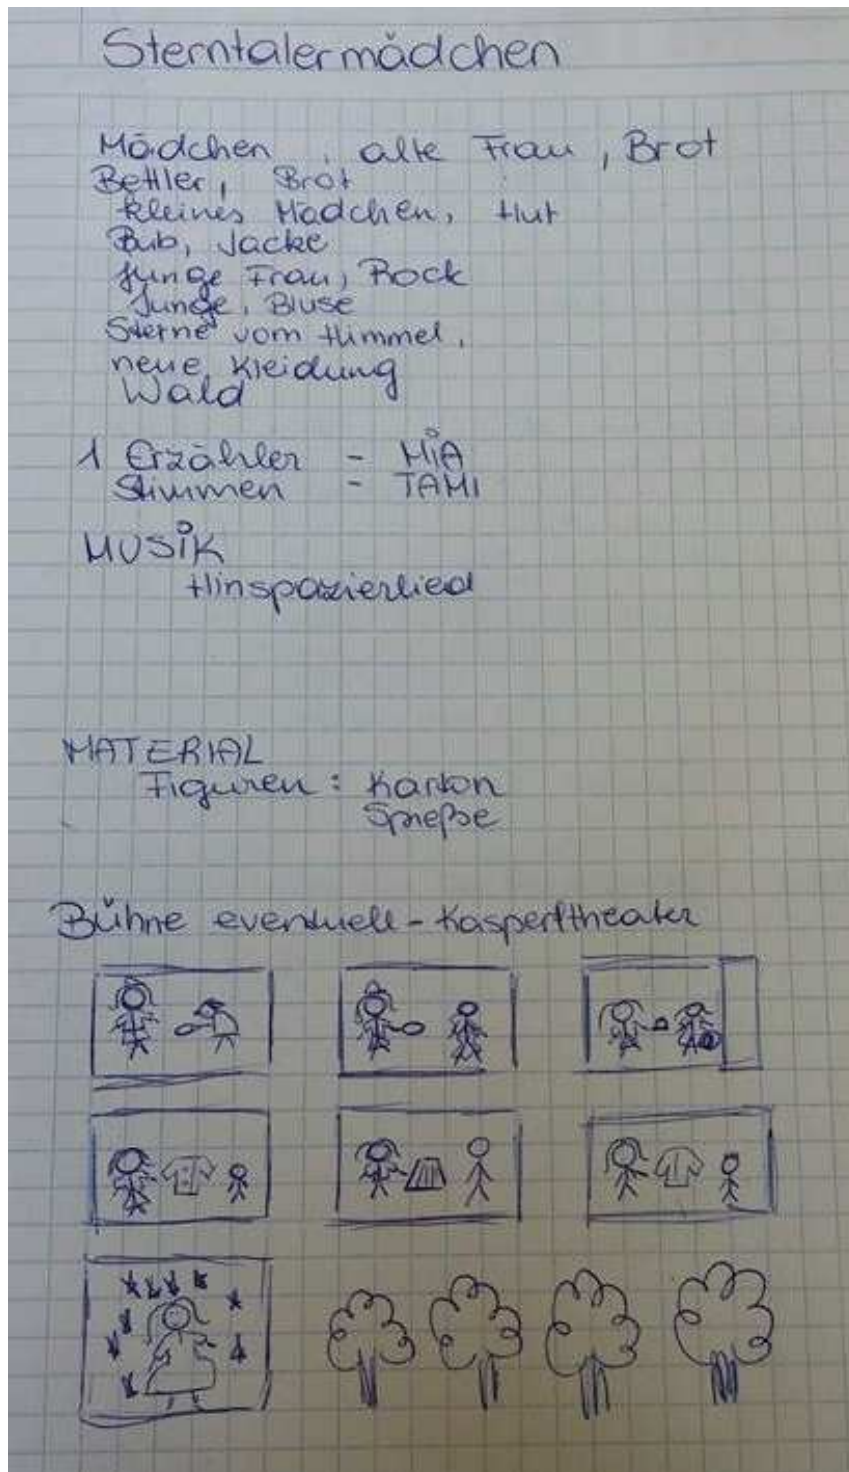 Sterntalermädchen
Mädchen, alte Frau, Brot
Bettler, Brot
kleines Mädchen, Hut
Bub, Jacke
junge Frau, Rock
Junge, Bluse
Sterne vom Himmel,
neue Kleidung
Wald
1 Erzähler - MIA
Stimmen - TAMI
MUSIK
Hinspazierlied
MATERIAL
Figuren: Karton
Spieße
Bühne eventuell - Kasperltheater